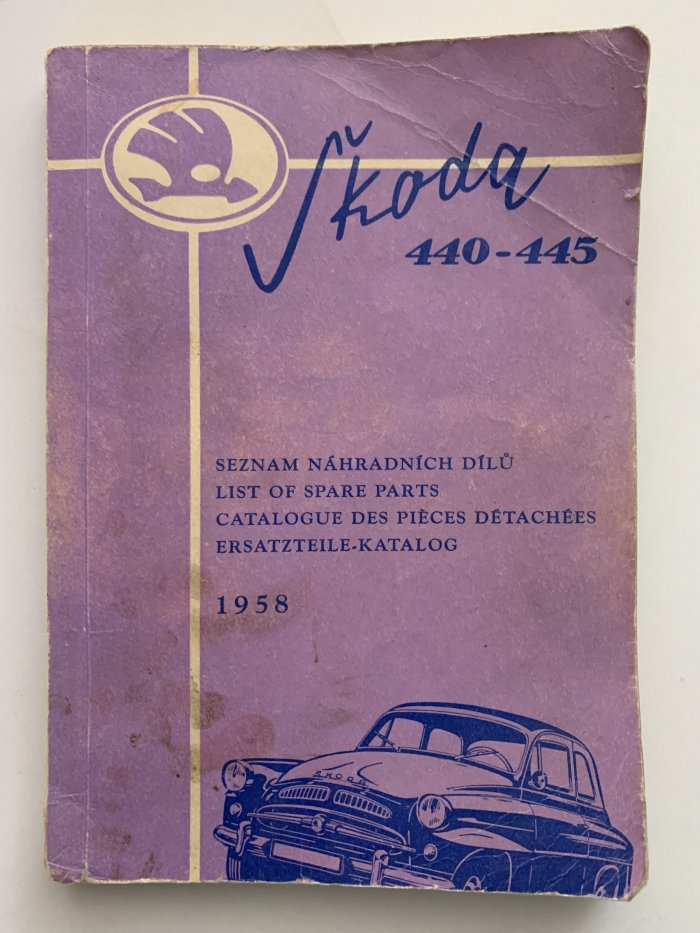 Škoda
440-445
SEZNAM NÁHRADNÍCH DÍLŮ
LIST OF SPARE PARTS
CATALOGUE DES PIÈCES DÉTACHÉES
ERSATZTEILE-KATALOG
1958
ŠKODA